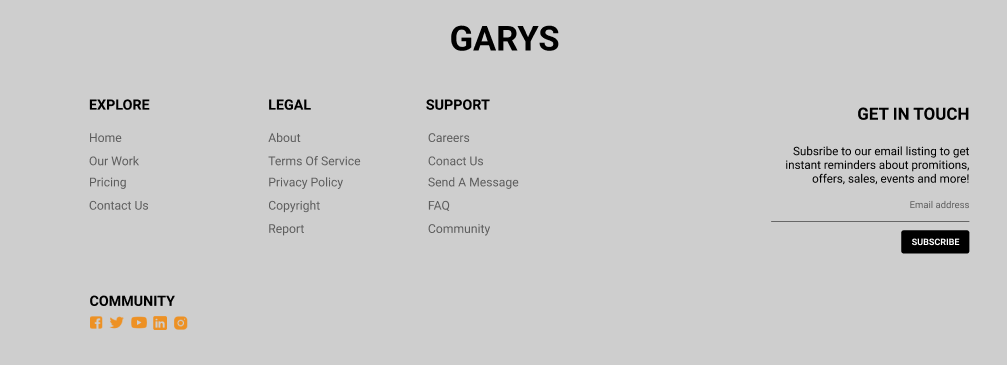 GARYS
EXPLORE
Home
Our Work
Pricing
Contact Us
LEGAL
About
Terms Of Service
Privacy Policy
Copyright
Report
SUPPORT
Careers
Conact Us
Send A Message
FAQ
Community
GET IN TOUCH
Subsribe to our email listing to get
instant reminders about promitions,
offers, sales, events and more!
Email address
SUBSCRIBE
COMMUNITY